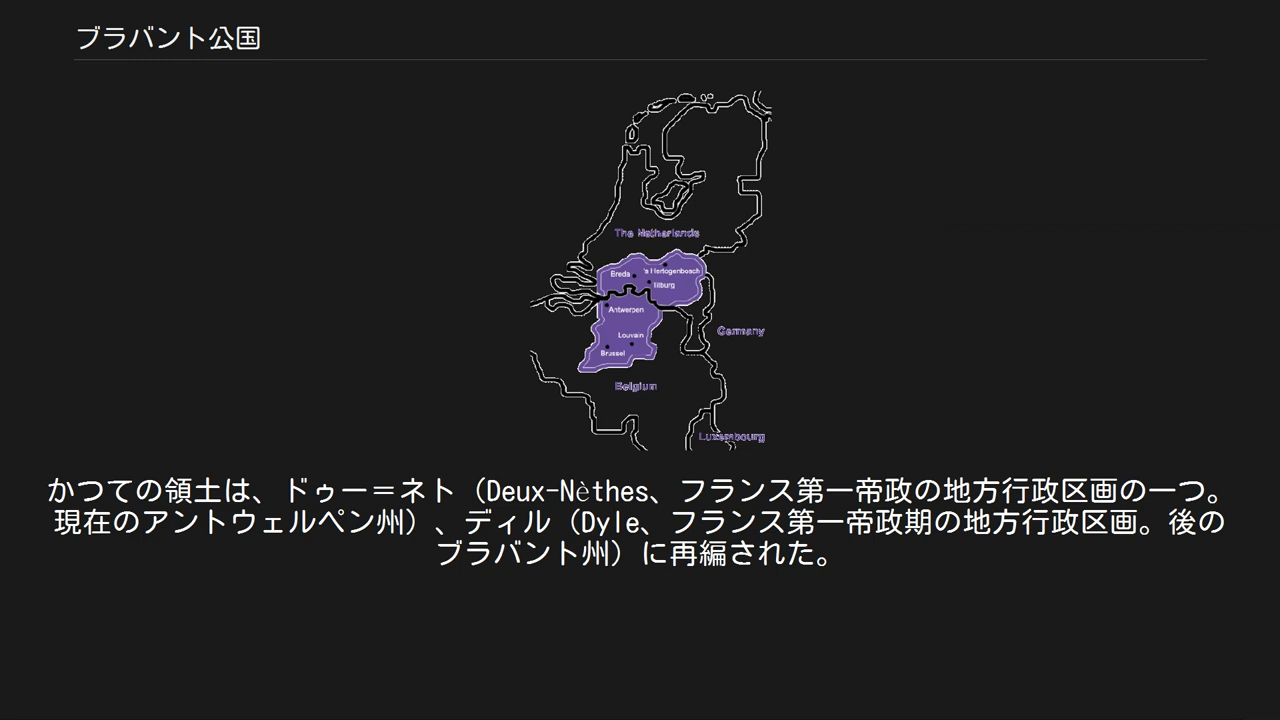 ブラバント公国
The Netherlands
Breda
's Hertogenbosch
Tilburg
Antwerpen
Germany
Louvain
Brussel
Belgium
Luxembourg
かつての領土は、ドゥー＝ネト（Deux-Nèthes、フランス第一帝政の地方行政区画の一つ。
現在のアントウェルペン州）、ディル（Dyle、フランス第一帝政期の地方行政区画。後の
ブラバント州）に再編された。